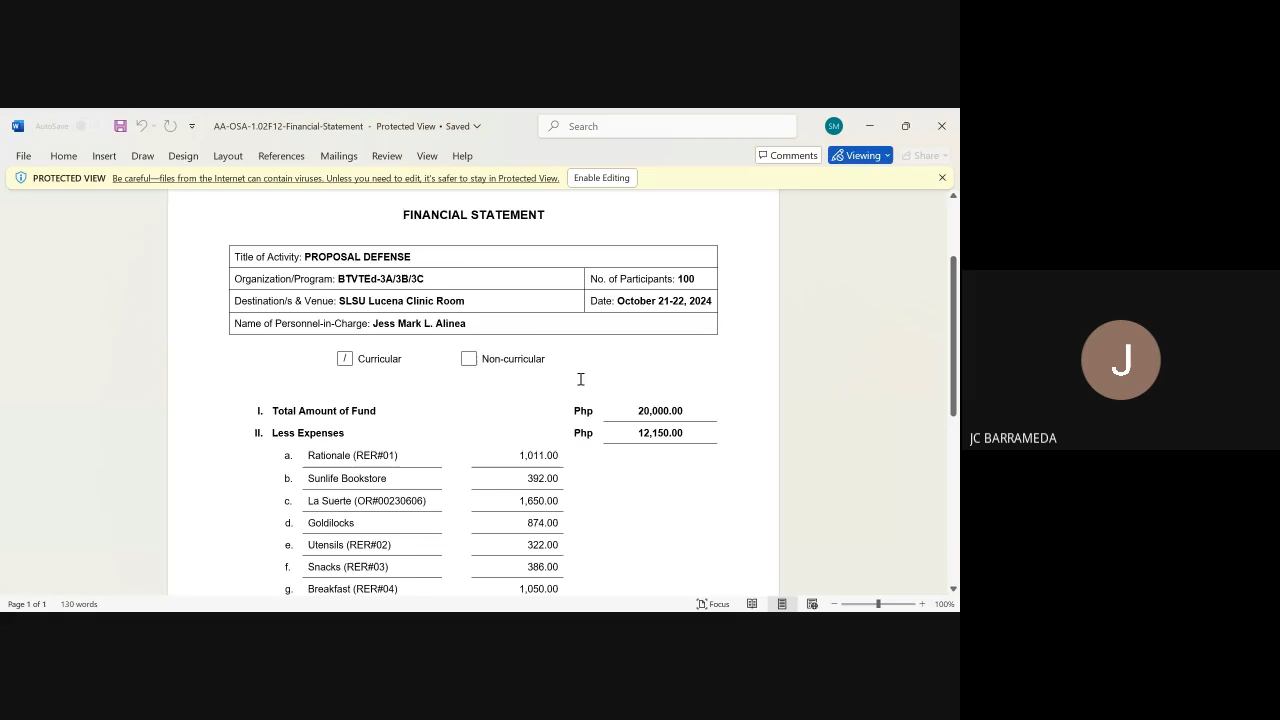 AutoSave
AA-OSA-1.02F12-Financial-Statement - Protected View • Saved
Search
SM
File Home Insert Draw Design Layout References Mailings Review View Help
Comments Viewing Share
PROTECTED VIEW Be careful—files from the Internet can contain viruses. Unless you need to edit, it's safer to stay in Protected View. Enable Editing
FINANCIAL STATEMENT
Title of Activity: PROPOSAL DEFENSE
Organization/Program: BTVTEd-3A/3B/3C No. of Participants: 100
Destination/s & Venue: SLSU Lucena Clinic Room Date: October 21-22, 2024
Name of Personnel-in-Charge: Jess Mark L. Alinea
/ Curricular Non-curricular
I. Total Amount of Fund Php 20,000.00
II. Less Expenses Php 12,150.00
a. Rationale (RER#01) 1,011.00
b. Sunlife Bookstore 392.00
c. La Suerte (OR#00230606) 1,650.00
d. Goldilocks 874.00
e. Utensils (RER#02) 322.00
f. Snacks (RER#03) 386.00
g. Breakfast (RER#04) 1,050.00
Page 1 of 1 130 words Focus 100%
J
JC BARRAMEDA